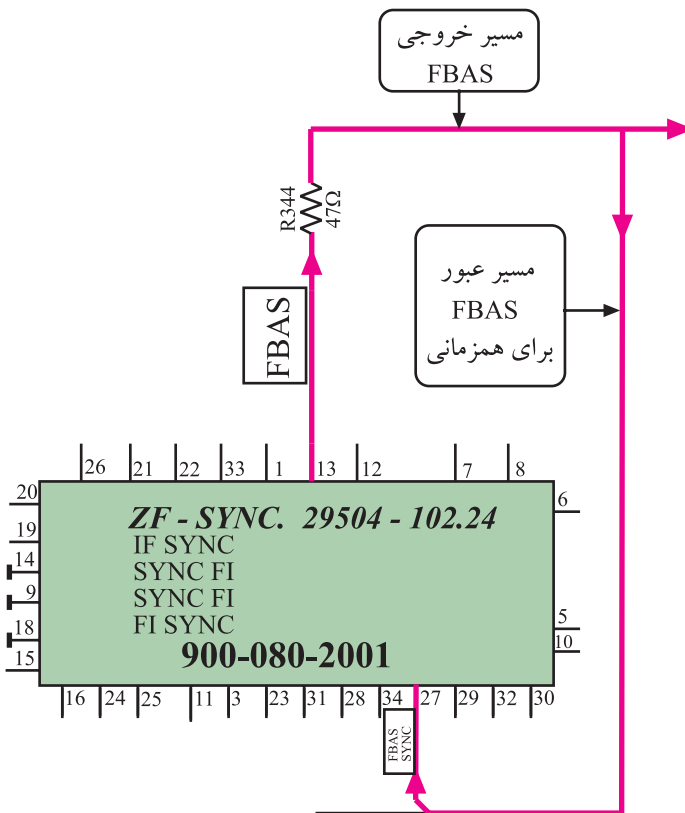 مسیر خروجی
FBAS
R344
47Ω
مسیر عبور
FBAS
برای همزمانی
FBAS
26 21 22 33 1 13 12 7 8
20
19
14
9
18
15
6
5
10
ZF - SYNC. 29504 - 102.24
IF SYNC
SYNC FI
SYNC FI
FI SYNC
900-080-2001
16 24 25 11 3 23 31 28 34 27 29 32 30
FBAS
SYNC